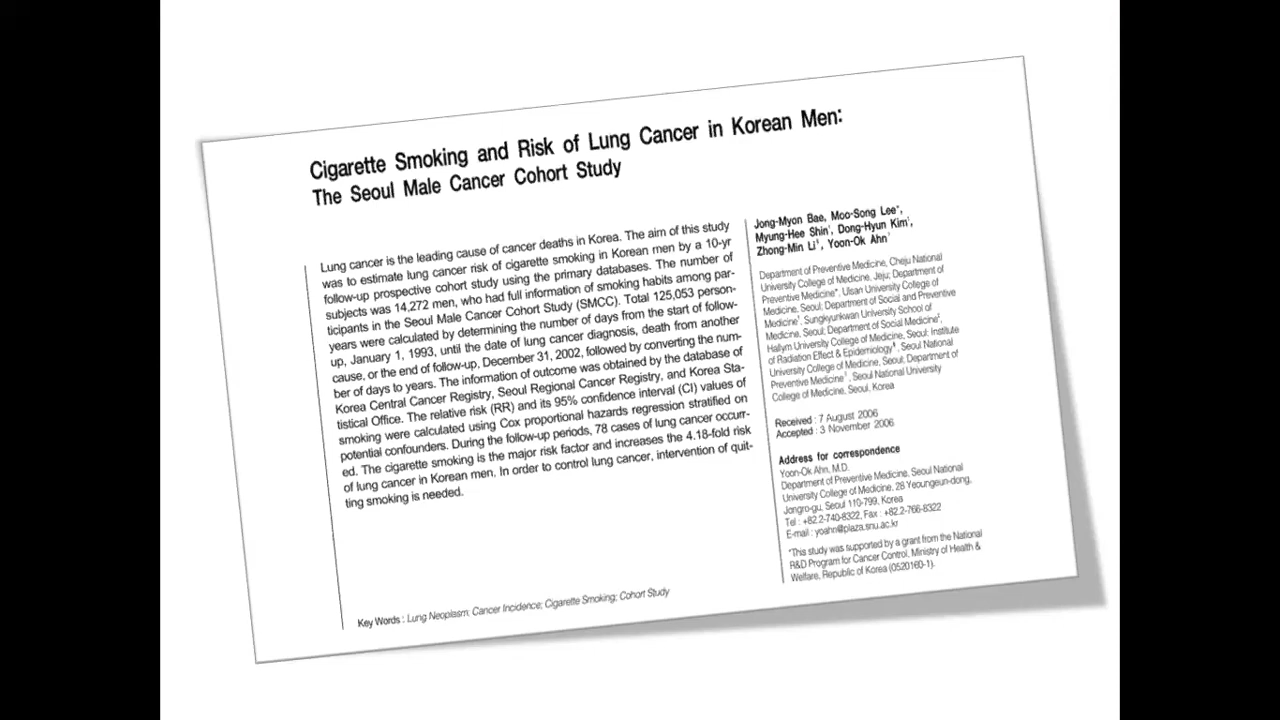 Cigarette Smoking and Risk of Lung Cancer in Korean Men:
The Seoul Male Cancer Cohort Study
Lung cancer is the leading cause of cancer deaths in Korea. The aim of this study
was to estimate lung cancer risk of cigarette smoking in Korean men by a 10-yr
follow-up prospective cohort study using the primary databases. The number of
subjects was 14,272 men, who had full information of smoking habits among par-
ticipants in the Seoul Male Cancer Cohort Study (SMCC). Total 125,053 person-
years were calculated by determining the number of days from the start of follow-
up, January 1, 1993, until the date of lung cancer diagnosis, death from another
cause, or the end of follow-up, December 31, 2002, followed by converting the num-
ber of days to years. The information of outcome was obtained by the database of
Korea Central Cancer Registry, Seoul Regional Cancer Registry, and Korea Sta-
tistical Office. The relative risk (RR) and its 95% confidence interval (CI) values of
smoking were calculated using Cox proportional hazards regression stratified on
potential confounders. During the follow-up periods, 78 cases of lung cancer occurr-
ed. The cigarette smoking is the major risk factor and increases the 4.18-fold risk
of lung cancer in Korean men. In order to control lung cancer, intervention of quit-
ting smoking is needed.
Key Words : Lung Neoplasm; Cancer Incidence; Cigarette Smoking; Cohort Study
Jong-Myon Bae, Moo-Song Lee*,
Myung-Hee Shin†, Dong-Hyun Kim‡,
Zhong-Min Li§, Yoon-Ok Ahn‖
Department of Preventive Medicine, Cheju National
University College of Medicine, Jeju; Department of
Preventive Medicine*, Ulsan University College of
Medicine, Seoul; Department of Social and Preventive
Medicine†, Sungkyunkwan University School of
Medicine, Seoul; Department of Social Medicine‡,
Hallym University College of Medicine, Seoul; Institute
of Radiation Effect & Epidemiology§, Seoul National
University College of Medicine, Seoul; Department of
Preventive Medicine‖, Seoul National University
College of Medicine, Seoul, Korea
Received : 7 August 2006
Accepted : 3 November 2006
Address for correspondence
Yoon-Ok Ahn, M.D.
Department of Preventive Medicine, Seoul National
University College of Medicine, 28 Yeoungeun-dong,
Jongro-gu, Seoul 110-799, Korea
Tel : +82.2-740-8322, Fax : +82.2-766-8322
E-mail : yoahn@plaza.snu.ac.kr
*This study was supported by a grant from the National
R&D Program for Cancer Control, Ministry of Health &
Welfare, Republic of Korea (0520160-1).